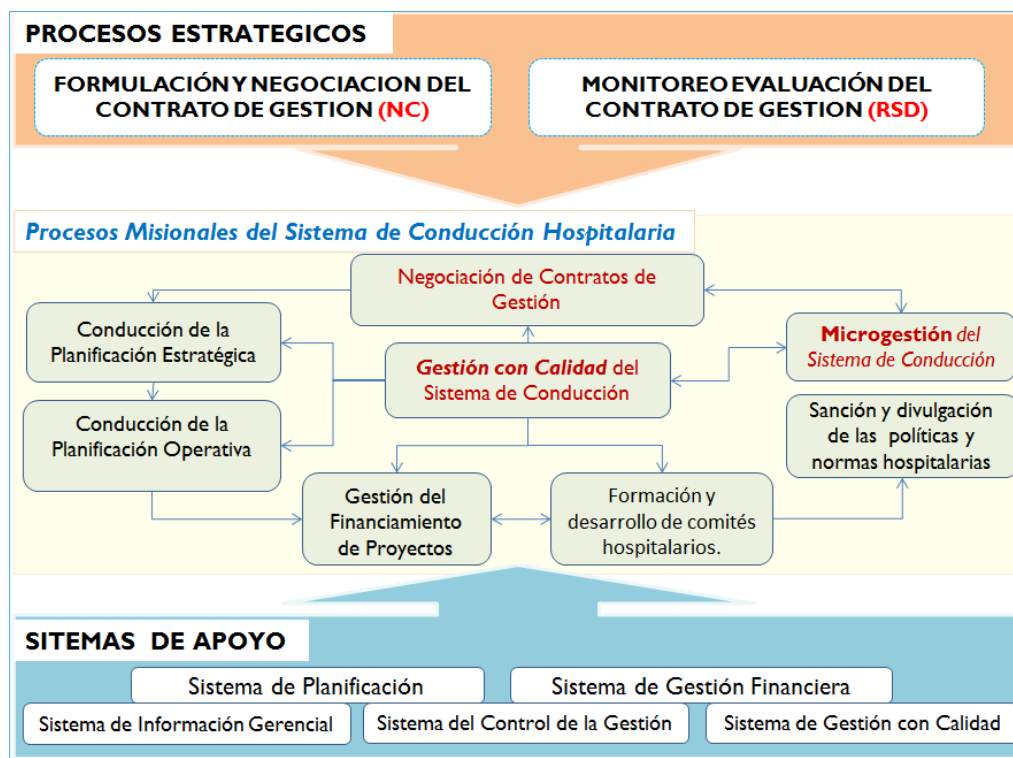 PROCESOS ESTRATEGICOS
FORMULACIÓN Y NEGOCIACION DEL
CONTRATO DE GESTION (NC)
MONITOREO EVALUACIÓN DEL
CONTRATO DE GESTION (RSD)
Procesos Misionales del Sistema de Conducción Hospitalaria
Negociación de Contratos de
Gestión
Conducción de la
Planificación Estratégica
Gestión con Calidad del
Sistema de Conducción
Microgestión del
Sistema de Conducción
Conducción de la
Planificación Operativa
Sanción y divulgación
de las políticas y
normas hospitalarias
Gestión del
Financiamiento
de Proyectos
Formación y
desarrollo de comités
hospitalarios.
SITEMAS DE APOYO
Sistema de Planificación
Sistema de Gestión Financiera
Sistema de Información Gerencial
Sistema del Control de la Gestión
Sistema de Gestión con Calidad